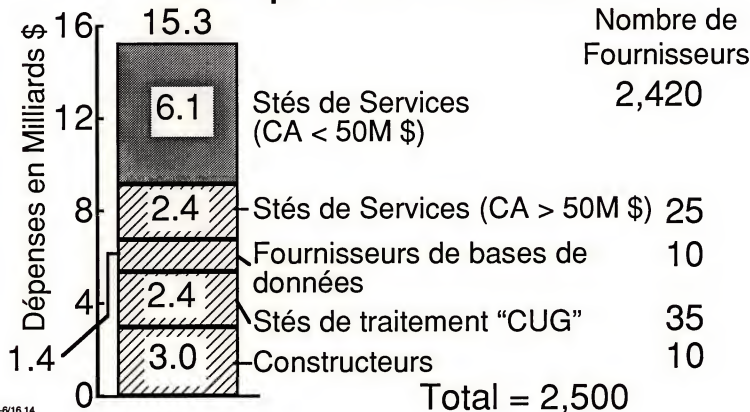 Dépenses en Milliards $
16
12
8
4
0
15.3
6.1
2.4
2.4
3.0
1.4
Nombre de
Fournisseurs
Stés de Services
(CA < 50M $)
2,420
Stés de Services (CA > 50M $) 25
Fournisseurs de bases de
données
10
Stés de traitement “CUG” 35
Constructeurs 10
Total = 2,500